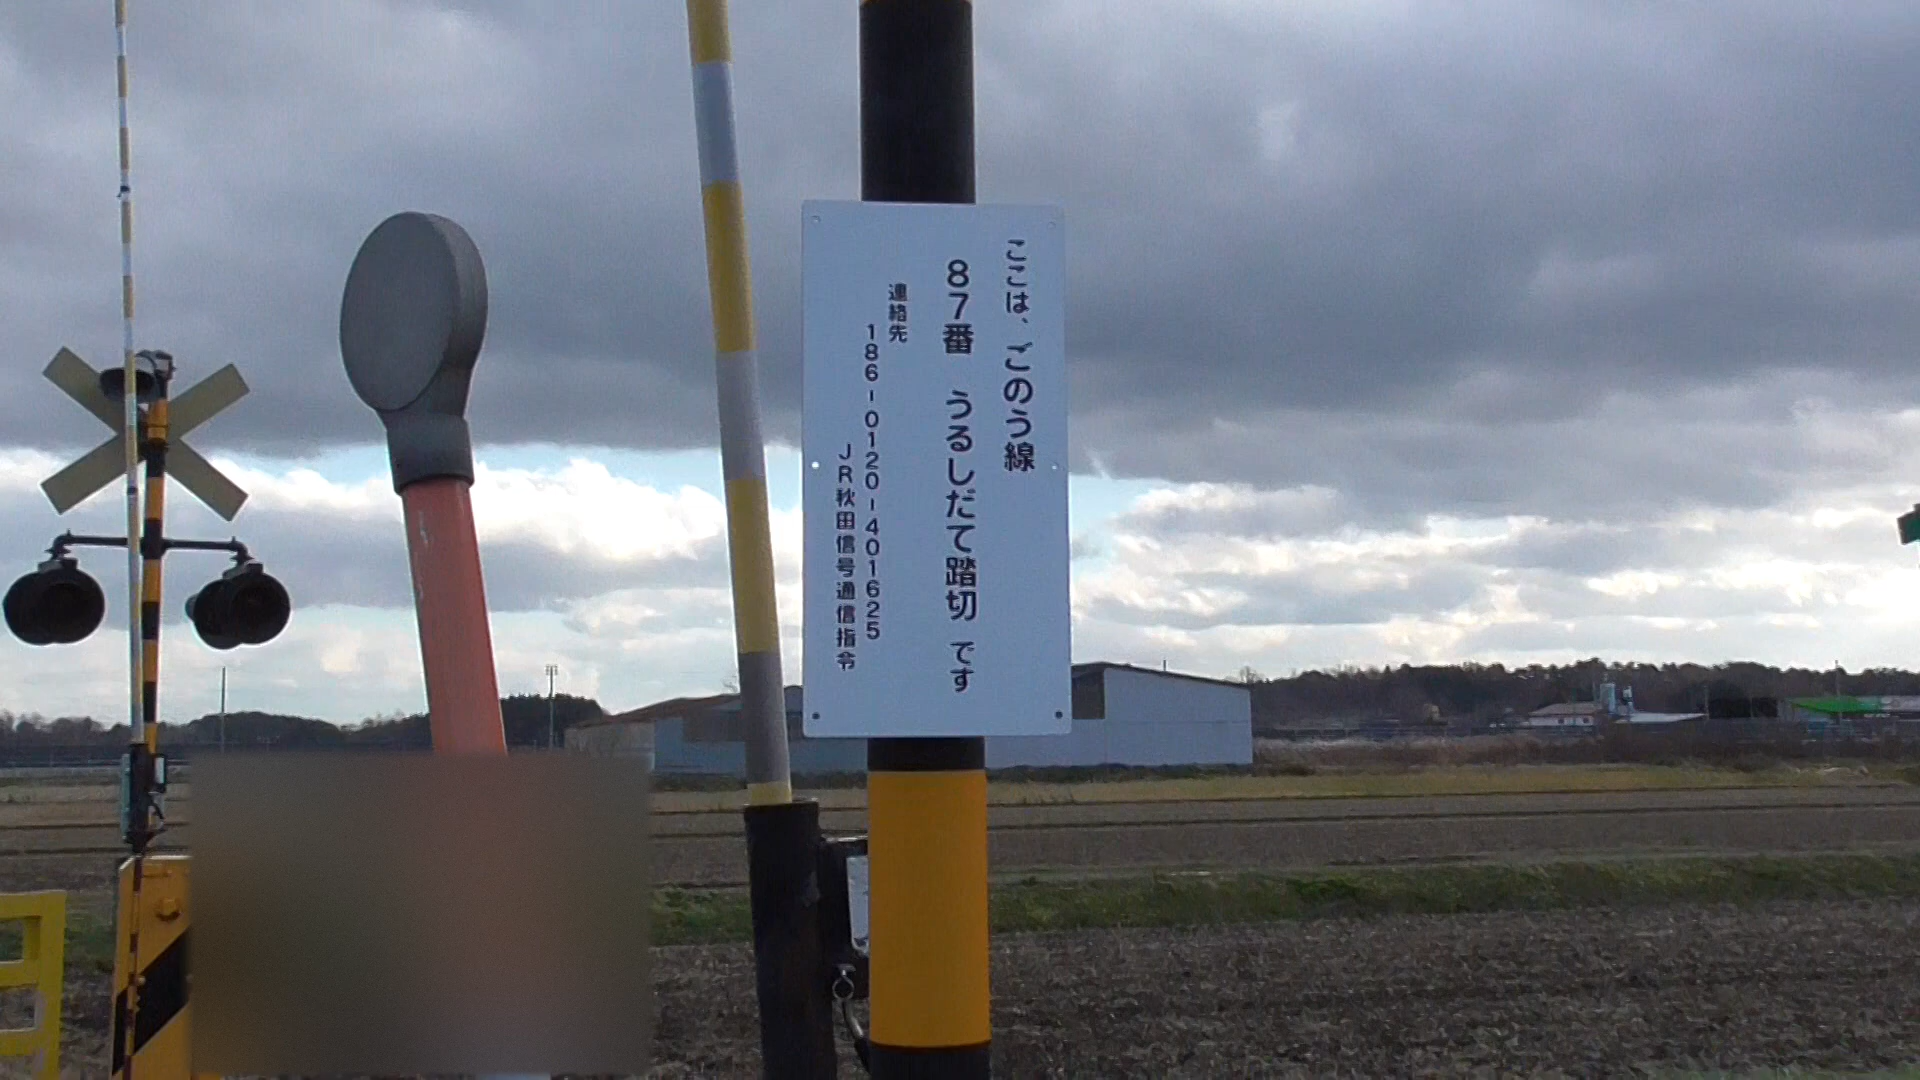 ここは、ごのう線
87番 うるしだて踏切 です
連絡先
186-0120-401625
JR秋田信号通信指令